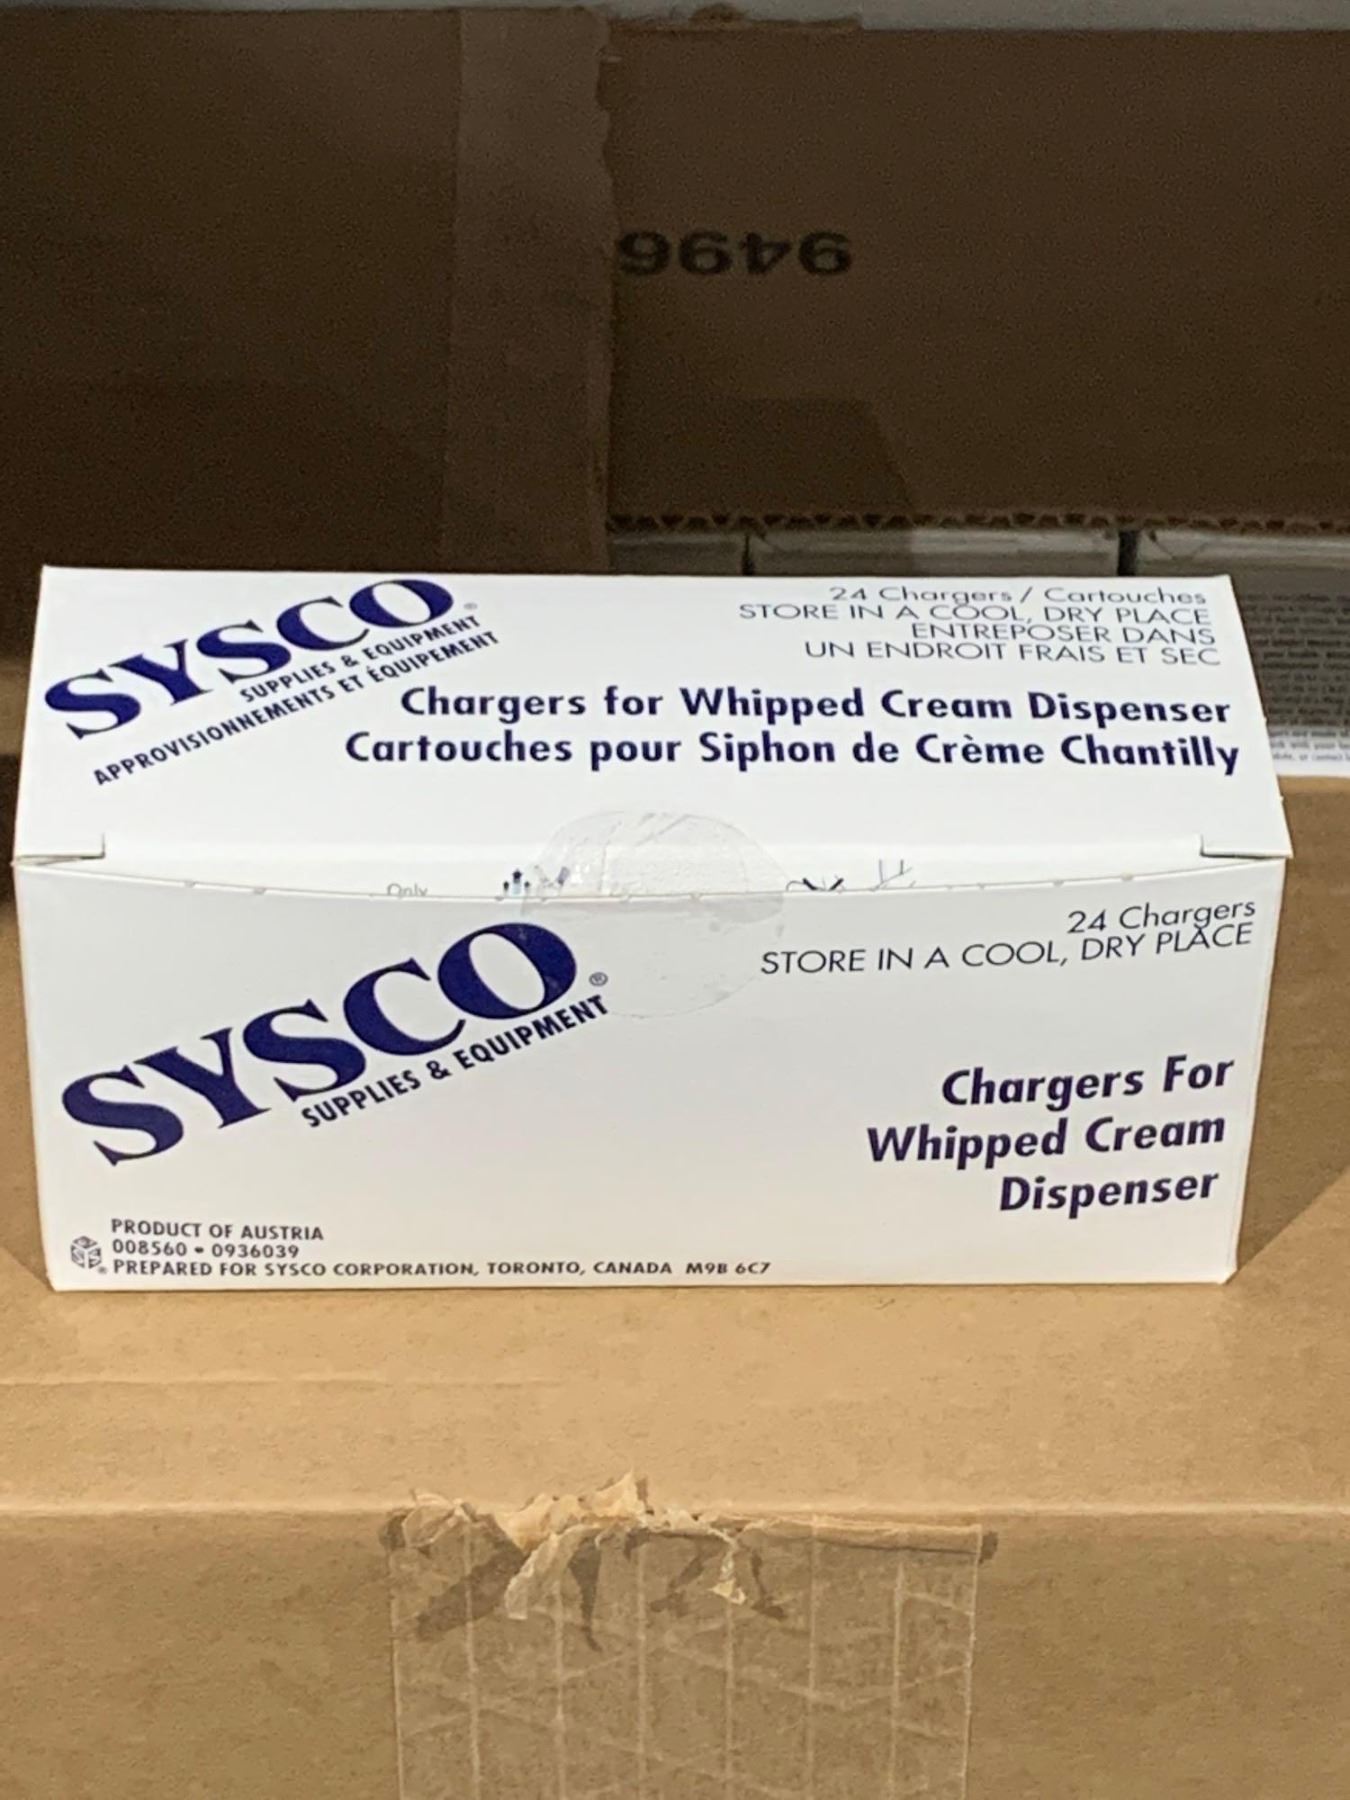 9496
SYSCO
SUPPLIES & EQUIPMENT
APPROVISIONNEMENTS ET ÉQUIPEMENT
24 Chargers / Cartouches
STORE IN A COOL, DRY PLACE
ENTREPOSER DANS
UN ENDROIT FRAIS ET SEC
Chargers for Whipped Cream Dispenser
Cartouches pour Siphon de Crème Chantilly
Only
SYSCO®
SUPPLIES & EQUIPMENT
24 Chargers
STORE IN A COOL, DRY PLACE
Chargers For
Whipped Cream
Dispenser
PRODUCT OF AUSTRIA
008560 • 0936039
PREPARED FOR SYSCO CORPORATION, TORONTO, CANADA M9B 6C7